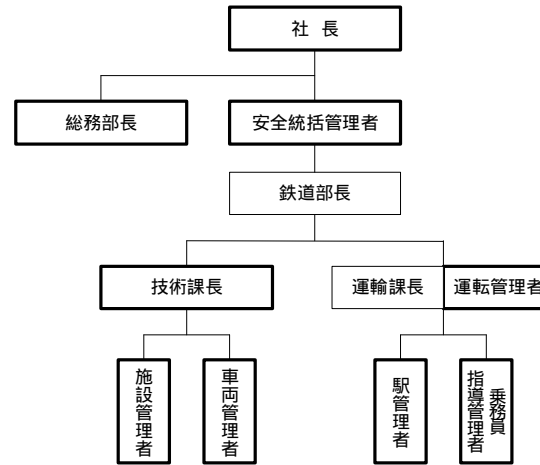 社 長
総務部長
安全統括管理者
鉄道部長
技術課長
運輸課長
運転管理者
施設管理者
車両管理者
駅管理者
乗務員
指導管理者